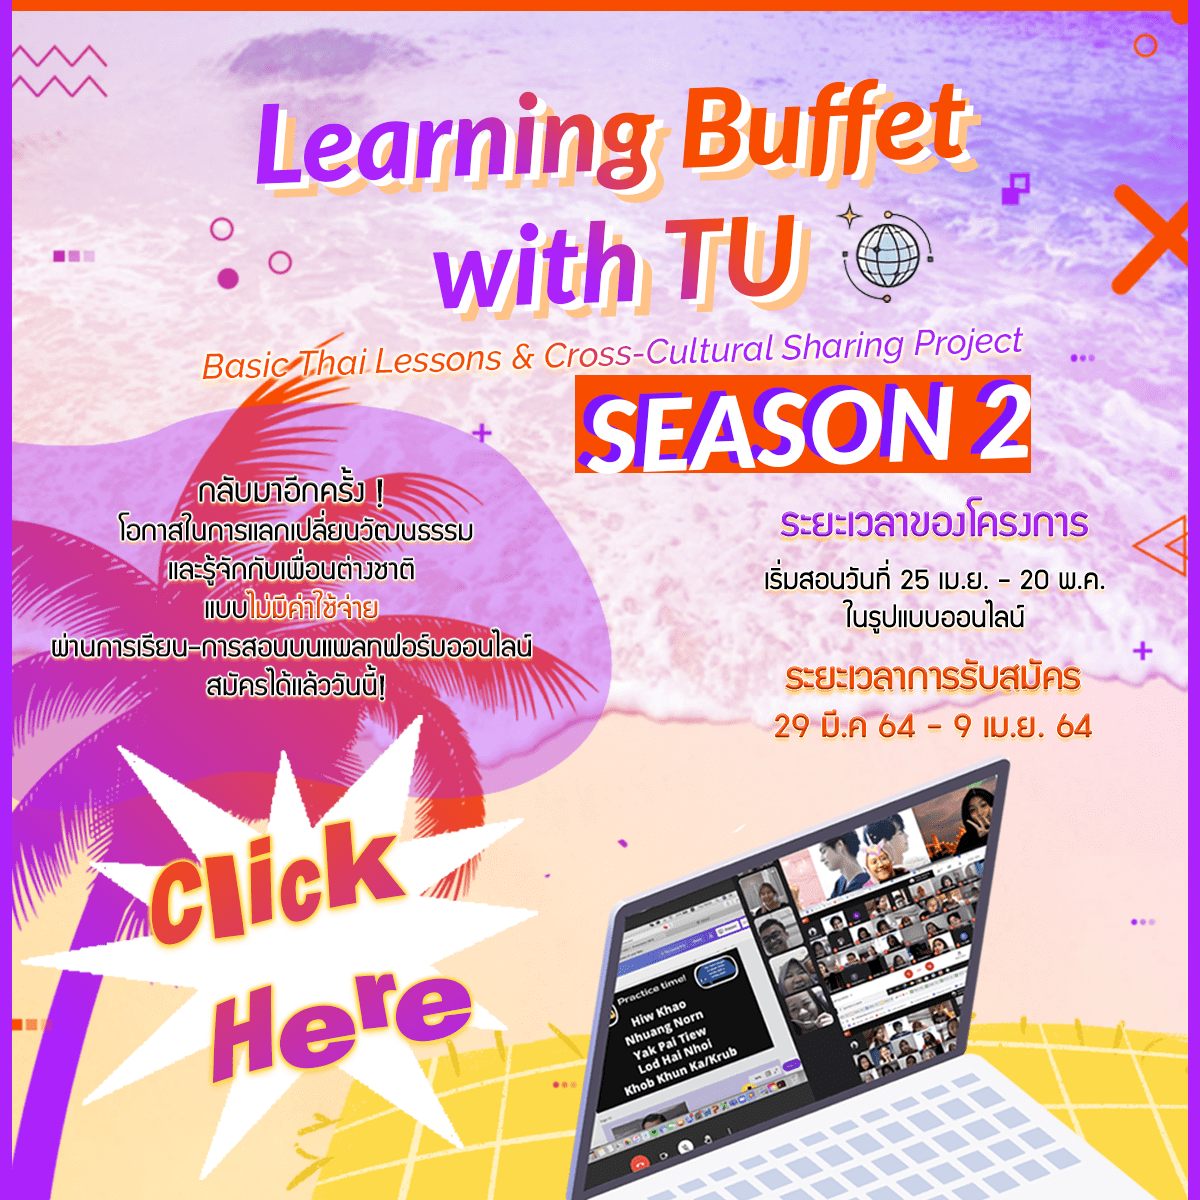 Learning Buffet
with TU
Basic Thai Lessons & Cross-Cultural Sharing Project
SEASON 2
กลับมาอีกครั้ง !
โอกาสในการแลกเปลี่ยนวัฒนธรรม
และรู้จักกับเพื่อนต่างชาติ
แบบไม่มีค่าใช้จ่าย
ผ่านการเรียน-การสอนบนแพลทฟอร์มออนไลน์
สมัครได้แล้ววันนี้!
ระยะเวลาของโครงการ
เริ่มสอนวันที่ 25 เม.ย. - 20 พ.ค.
ในรูปแบบออนไลน์
ระยะเวลาการรับสมัคร
29 มี.ค 64 - 9 เม.ย. 64
Click
Here
Practice time!
Hiw Khao
Nhuang Norn
Yak Pai Tiew
Lod Hai Nhoi
Khob Khun Ka/Krub